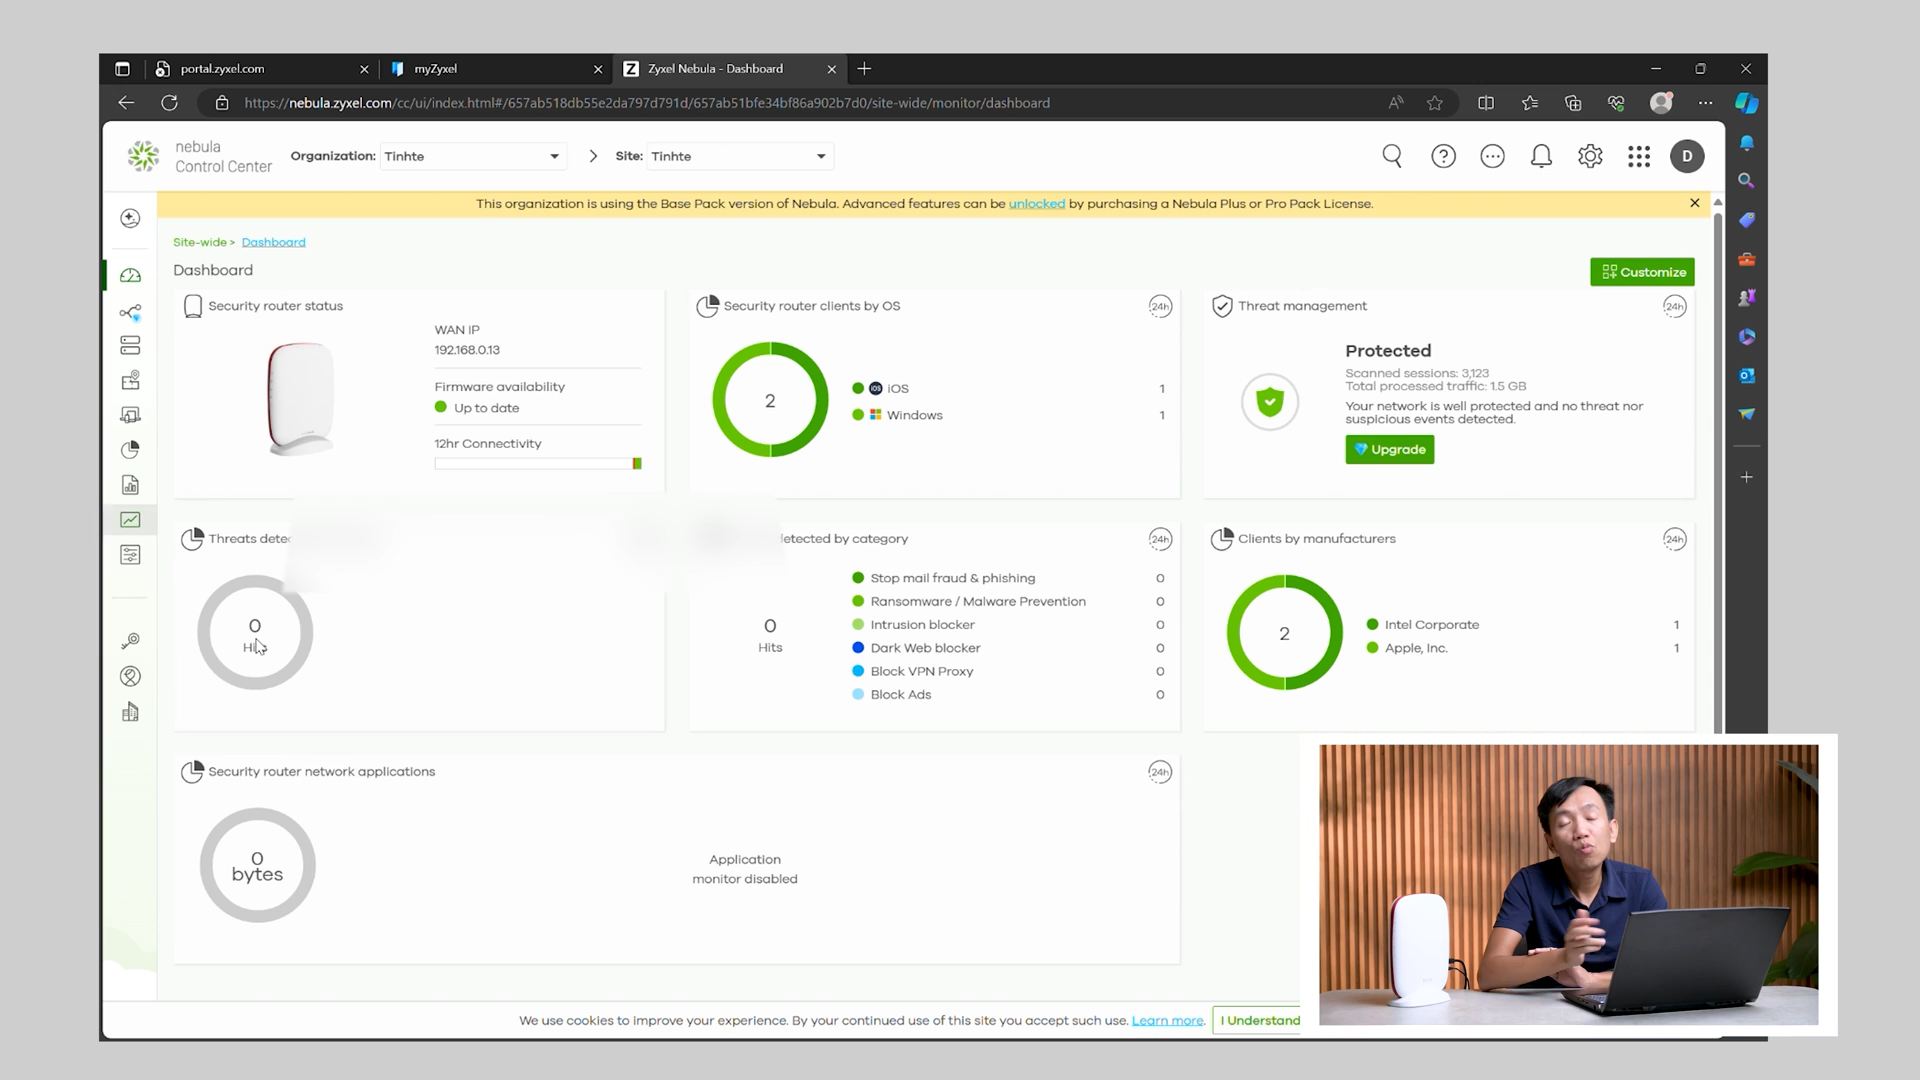 portal.zyxel.com
myZyxel
Zyxel Nebula - Dashboard
https://nebula.zyxel.com/cc/ui/index.html#/657ab518db55e2da797d791d/657ab51bfe34bf86a902b7d0/site-wide/monitor/dashboard
nebula
Control Center
Organization: Tinhte
Site: Tinhte
D
This organization is using the Base Pack version of Nebula. Advanced features can be unlocked by purchasing a Nebula Plus or Pro Pack License.
Site-wide > Dashboard
Dashboard
Customize
Security router status
WAN IP
192.168.0.13
Firmware availability
Up to date
12hr Connectivity
Security router clients by OS
24h
2
iOS 1
Windows 1
Threat management
24h
Protected
Scanned sessions: 3,123
Total processed traffic: 1.5 GB
Your network is well protected and no threat nor
suspicious events detected.
Upgrade
Threats
0
etected by category
24h
0
Hits
Stop mail fraud & phishing 0
Ransomware / Malware Prevention 0
Intrusion blocker 0
Dark Web blocker 0
Block VPN Proxy 0
Block Ads 0
Clients by manufacturers
24h
2
Intel Corporate 1
Apple, Inc. 1
Security router network applications
24h
0
bytes
Application
monitor disabled
We use cookies to improve your experience. By your continued use of this site you accept such use. Learn more.
I Understand